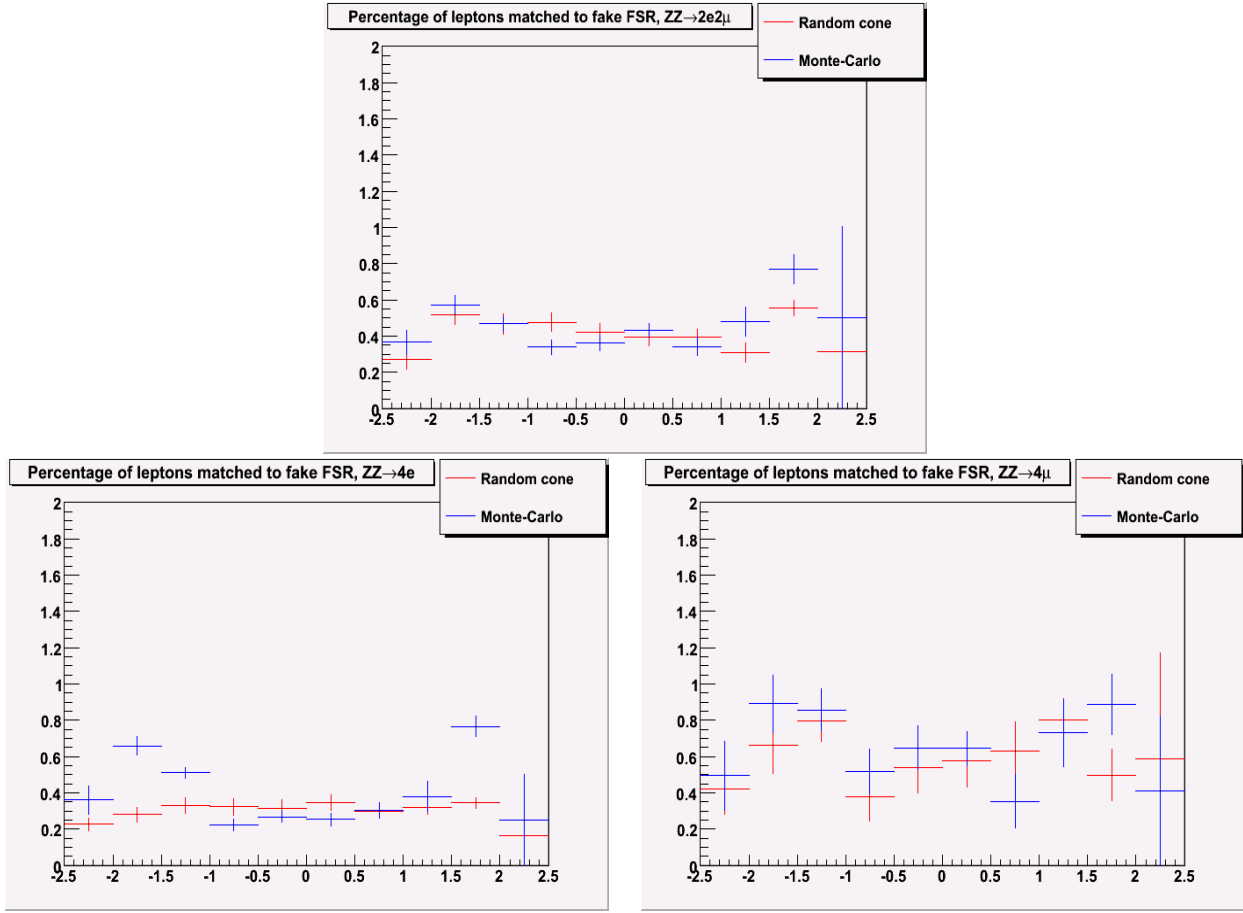 Percentage of leptons matched to fake FSR, ZZ→2e2μ
Random cone
Monte-Carlo
2
1.8
1.6
1.4
1.2
1
0.8
0.6
0.4
0.2
0
-2.5 -2 -1.5 -1 -0.5 0 0.5 1 1.5 2 2.5
Percentage of leptons matched to fake FSR, ZZ→4e
Random cone
Monte-Carlo
2
1.8
1.6
1.4
1.2
1
0.8
0.6
0.4
0.2
0
-2.5 -2 -1.5 -1 -0.5 0 0.5 1 1.5 2 2.5
Percentage of leptons matched to fake FSR, ZZ→4μ
Random cone
Monte-Carlo
2
1.8
1.6
1.4
1.2
1
0.8
0.6
0.4
0.2
0
-2.5 -2 -1.5 -1 -0.5 0 0.5 1 1.5 2 2.5